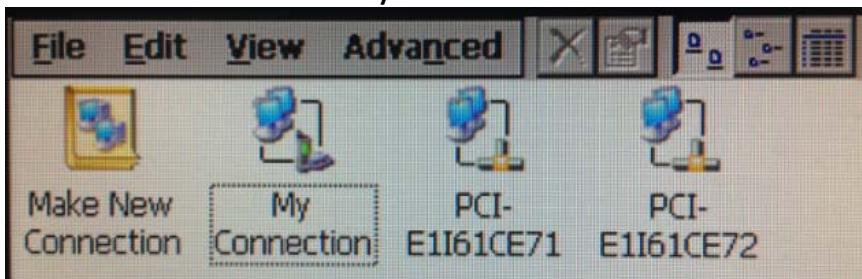 File Edit View Advanced
Make New Connection
My Connection
PCI-E1I61CE71
PCI-E1I61CE72